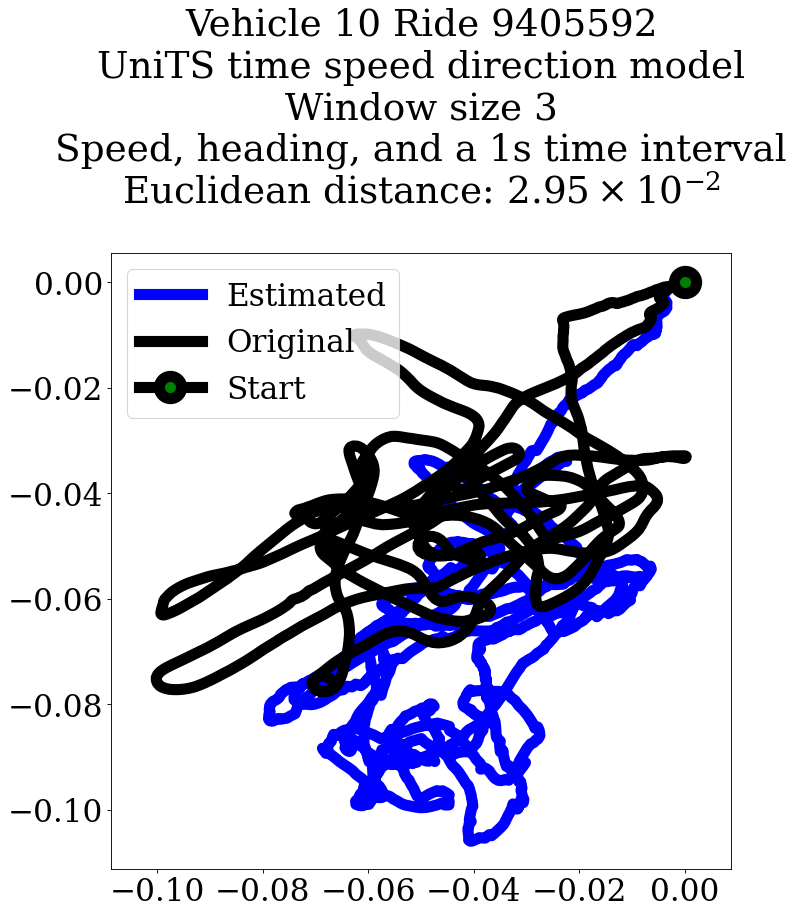 Vehicle 10 Ride 9405592
UniTS time speed direction model
Window size 3
Speed, heading, and a 1s time interval
Euclidean distance: 2.95 × 10⁻²
Estimated
Original
Start
0.00
−0.02
−0.04
−0.06
−0.08
−0.10
−0.10 −0.08 −0.06 −0.04 −0.02 0.00